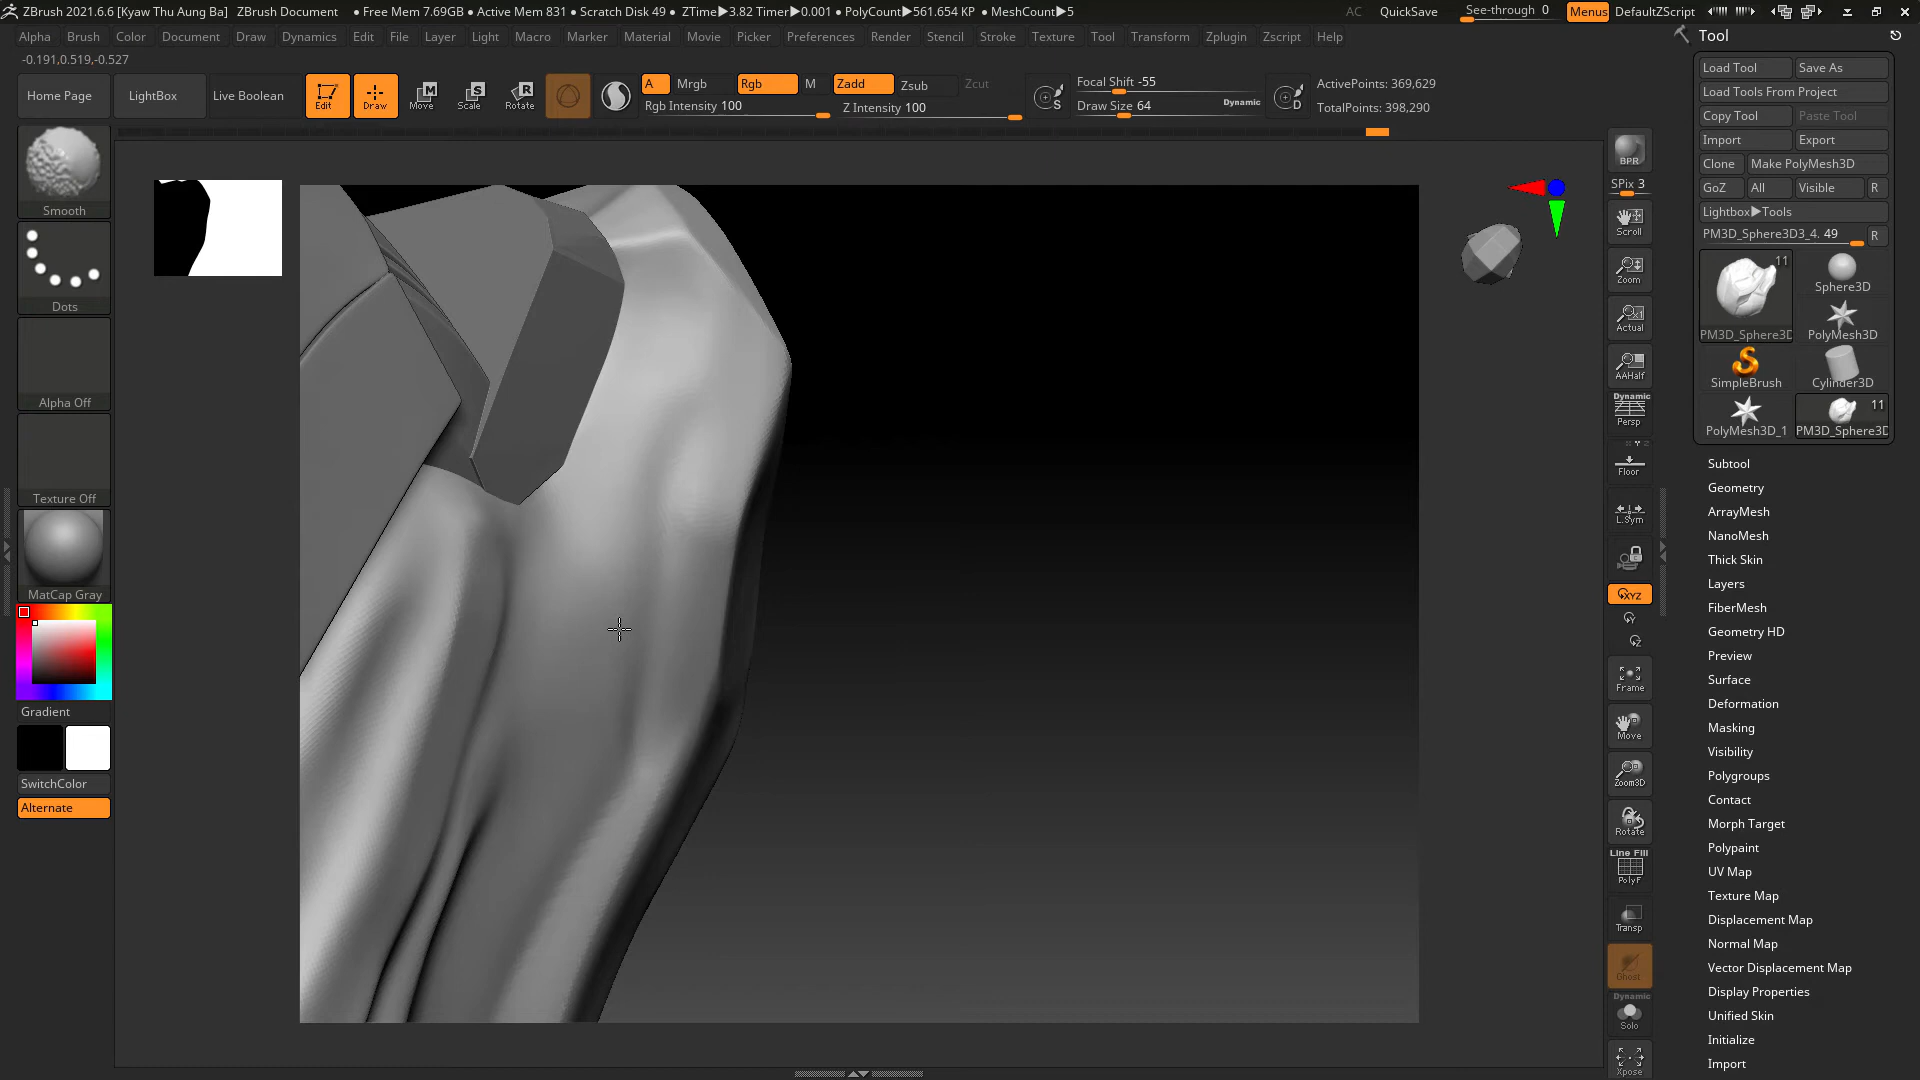 ZBrush 2021.6.6 [Kyaw Thu Aung Ba] ZBrush Document • Free Mem 7.69GB • Active Mem 831 • Scratch Disk 49 • ZTime▶3.82 Timer▶0.001 • PolyCount▶561.654 KP • MeshCount▶5 AC QuickSave See-through 0 Menus DefaultZScript
Alpha Brush Color Document Draw Dynamics Edit File Layer Light Macro Marker Material Movie Picker Preferences Render Stencil Stroke Texture Tool Transform Zplugin Zscript Help
-0.191,0.519,-0.527
Home Page LightBox Live Boolean Edit Draw Move Scale Rotate
A Mrgb Rgb M Zadd Zsub Zcut
Rgb Intensity 100 Z Intensity 100
Focal Shift -55
Draw Size 64 Dynamic
ActivePoints: 369,629
TotalPoints: 398,290
Smooth
Dots
Alpha Off
Texture Off
MatCap Gray
Gradient
SwitchColor
Alternate
BPR
SPix 3
Scroll
Zoom
Actual
AAHalf
Dynamic
Persp
Floor
L.Sym
XYZ
Y
Z
Frame
Move
Zoom3D
Rotate
Line Fill
PolyF
Transp
Ghost
Dynamic
Solo
Xpose
Tool
Load Tool Save As
Load Tools From Project
Copy Tool Paste Tool
Import Export
Clone Make PolyMesh3D
GoZ All Visible R
Lightbox▶Tools
PM3D_Sphere3D3_4. 49 R
11
PM3D_Sphere3D
Sphere3D
PolyMesh3D
SimpleBrush
Cylinder3D
PolyMesh3D_1
11
PM3D_Sphere3D
Subtool
Geometry
ArrayMesh
NanoMesh
Thick Skin
Layers
FiberMesh
Geometry HD
Preview
Surface
Deformation
Masking
Visibility
Polygroups
Contact
Morph Target
Polypaint
UV Map
Texture Map
Displacement Map
Normal Map
Vector Displacement Map
Display Properties
Unified Skin
Initialize
Import